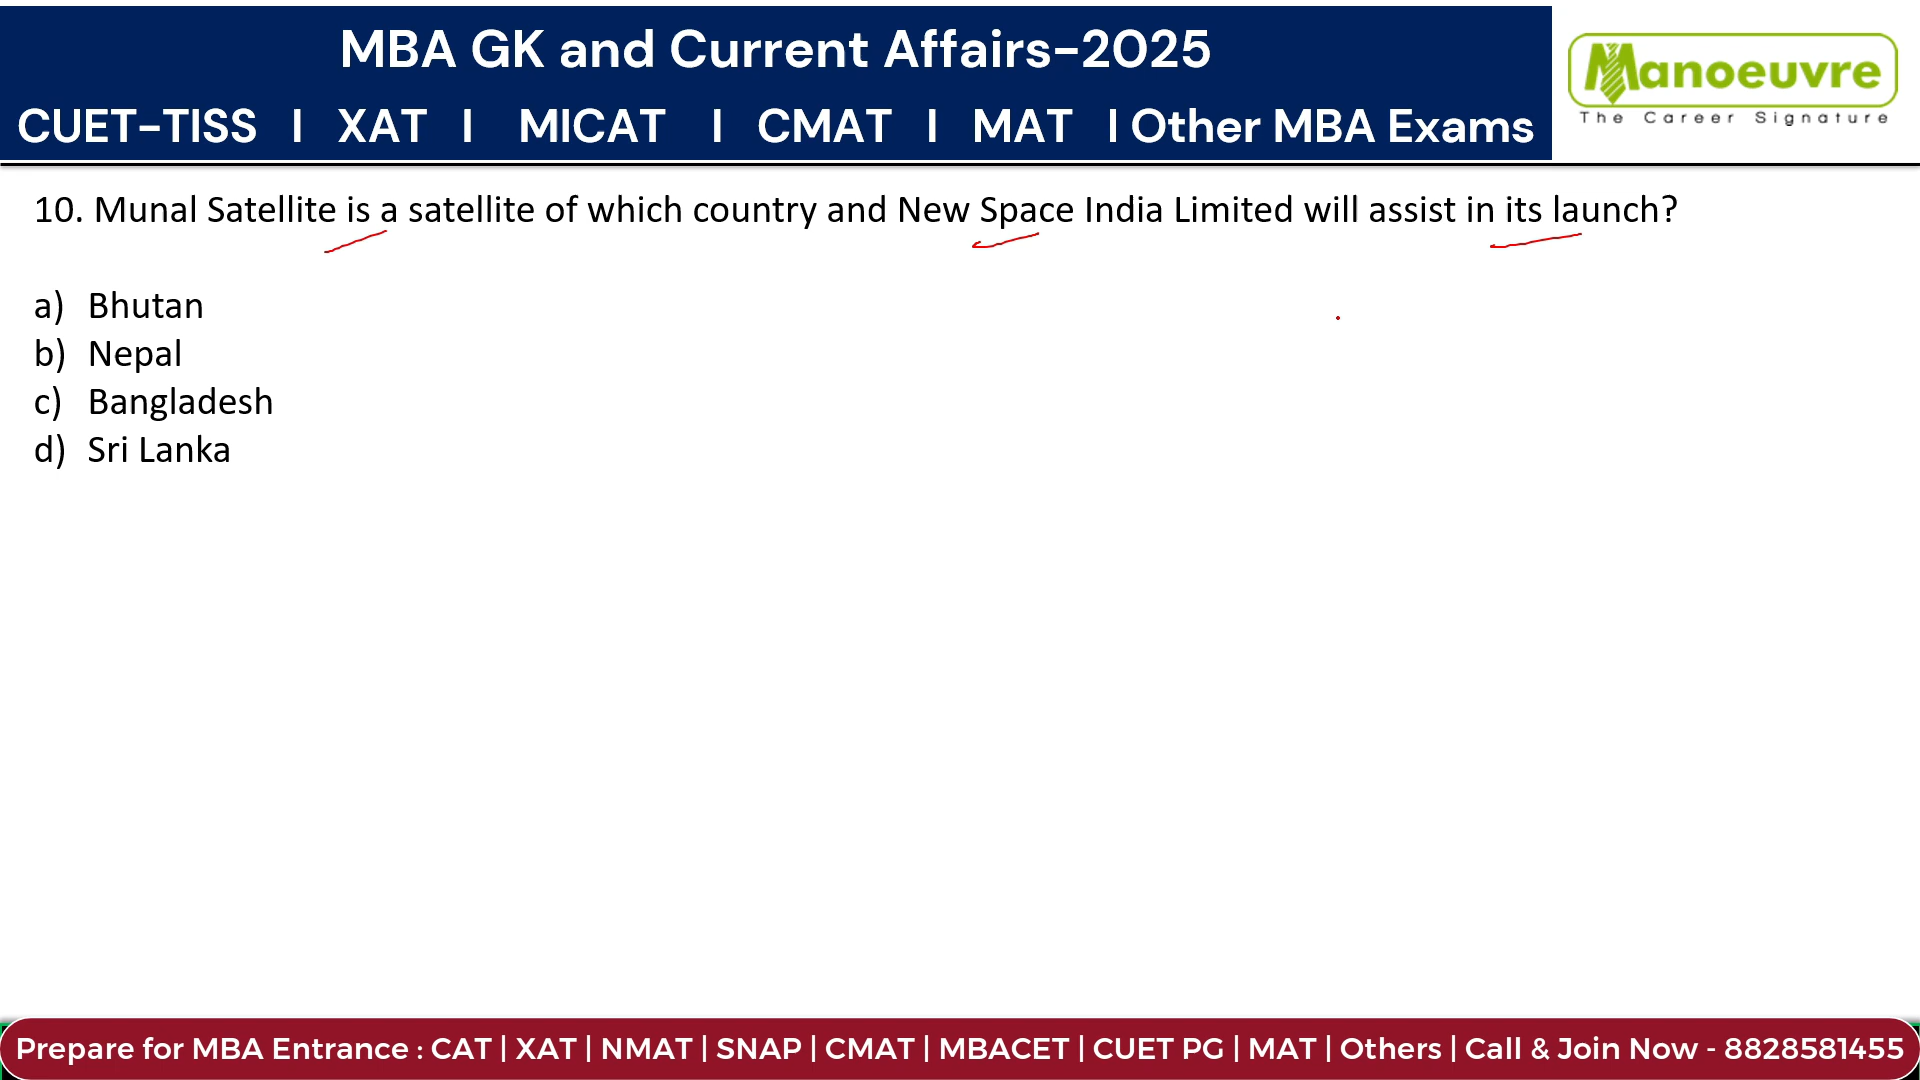 MBA GK and Current Affairs-2025
CUET-TISS I XAT I MICAT I CMAT I MAT I Other MBA Exams
Manoeuvre
The Career Signature
10. Munal Satellite is a satellite of which country and New Space India Limited will assist in its launch?
a) Bhutan
b) Nepal
c) Bangladesh
d) Sri Lanka
Prepare for MBA Entrance : CAT | XAT | NMAT | SNAP | CMAT | MBACET | CUET PG | MAT | Others | Call & Join Now - 8828581455